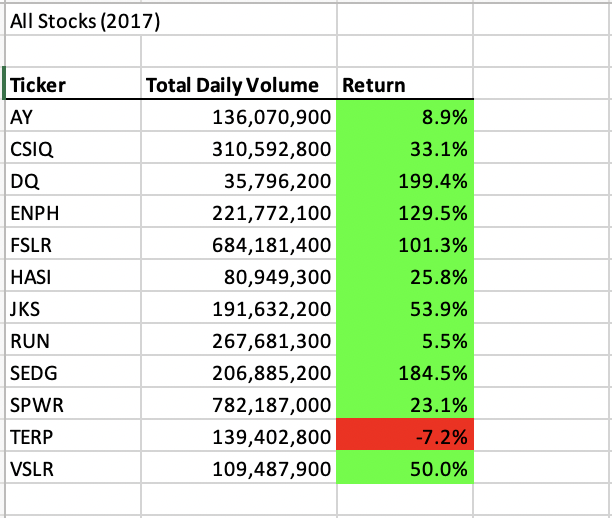 All Stocks (2017)
Ticker Total Daily Volume Return
AY 136,070,900 8.9%
CSIQ 310,592,800 33.1%
DQ 35,796,200 199.4%
ENPH 221,772,100 129.5%
FSLR 684,181,400 101.3%
HASI 80,949,300 25.8%
JKS 191,632,200 53.9%
RUN 267,681,300 5.5%
SEDG 206,885,200 184.5%
SPWR 782,187,000 23.1%
TERP 139,402,800 -7.2%
VSLR 109,487,900 50.0%